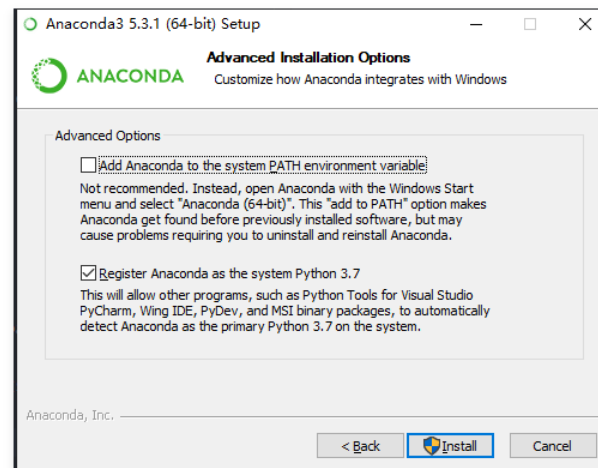 Anaconda3 5.3.1 (64-bit) Setup
Advanced Installation Options
ANACONDA
Customize how Anaconda integrates with Windows
Advanced Options
Add Anaconda to the system PATH environment variable
Not recommended. Instead, open Anaconda with the Windows Start
menu and select "Anaconda (64-bit)". This "add to PATH" option makes
Anaconda get found before previously installed software, but may
cause problems requiring you to uninstall and reinstall Anaconda.
Register Anaconda as the system Python 3.7
This will allow other programs, such as Python Tools for Visual Studio
PyCharm, Wing IDE, PyDev, and MSI binary packages, to automatically
detect Anaconda as the primary Python 3.7 on the system.
Anaconda, Inc.
< Back Install Cancel